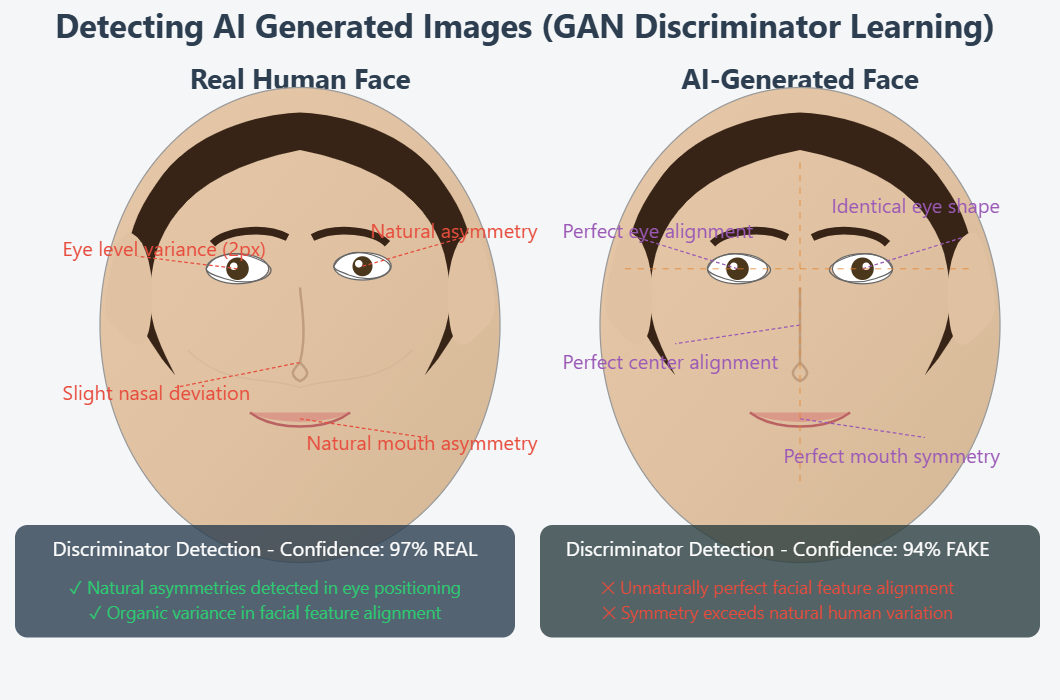 Detecting AI Generated Images (GAN Discriminator Learning)
Real Human Face
Eye level variance (2px)
Natural asymmetry
Slight nasal deviation
Natural mouth asymmetry
Discriminator Detection - Confidence: 97% REAL
✓ Natural asymmetries detected in eye positioning
✓ Organic variance in facial feature alignment
AI-Generated Face
Identical eye shape
Perfect eye alignment
Perfect center alignment
Perfect mouth symmetry
Discriminator Detection - Confidence: 94% FAKE
✕ Unnaturally perfect facial feature alignment
✕ Symmetry exceeds natural human variation